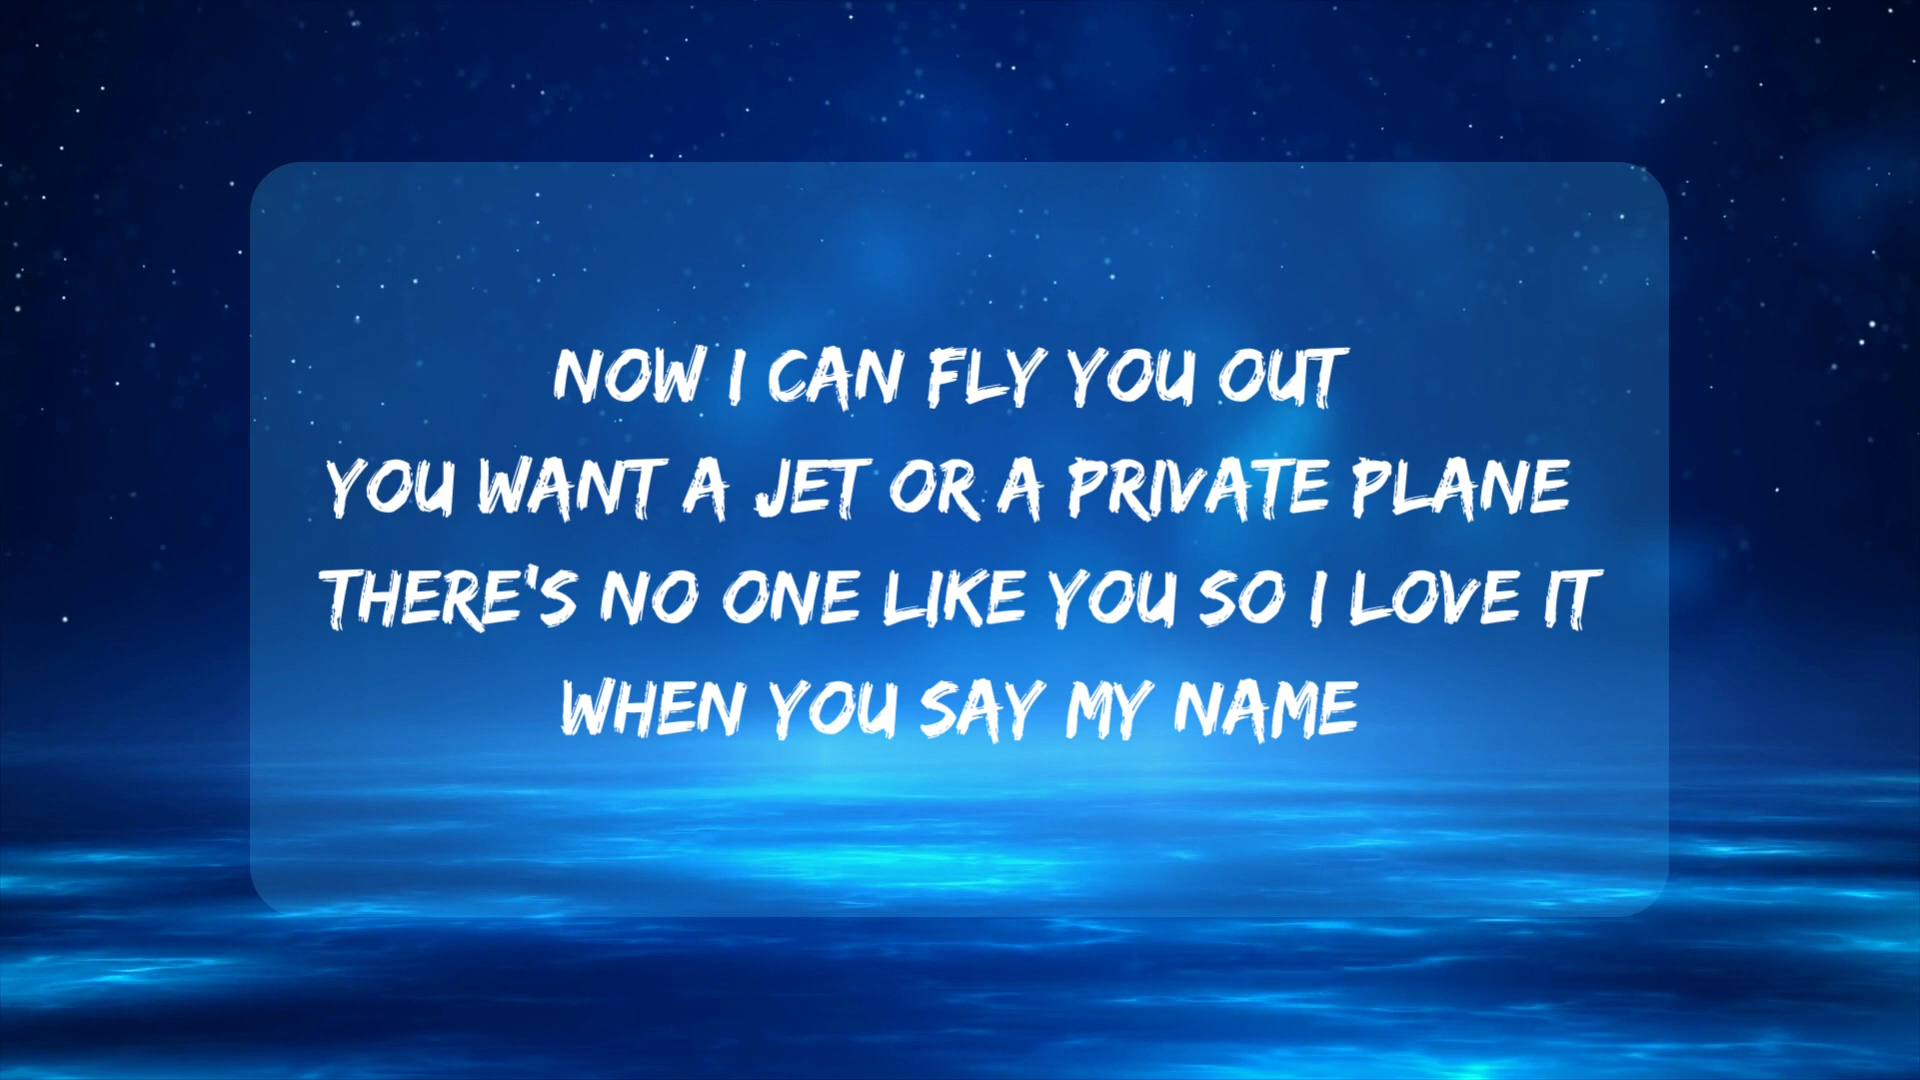 NOW I CAN FLY YOU OUT
YOU WANT A JET OR A PRIVATE PLANE
THERE'S NO ONE LIKE YOU SO I LOVE IT
WHEN YOU SAY MY NAME